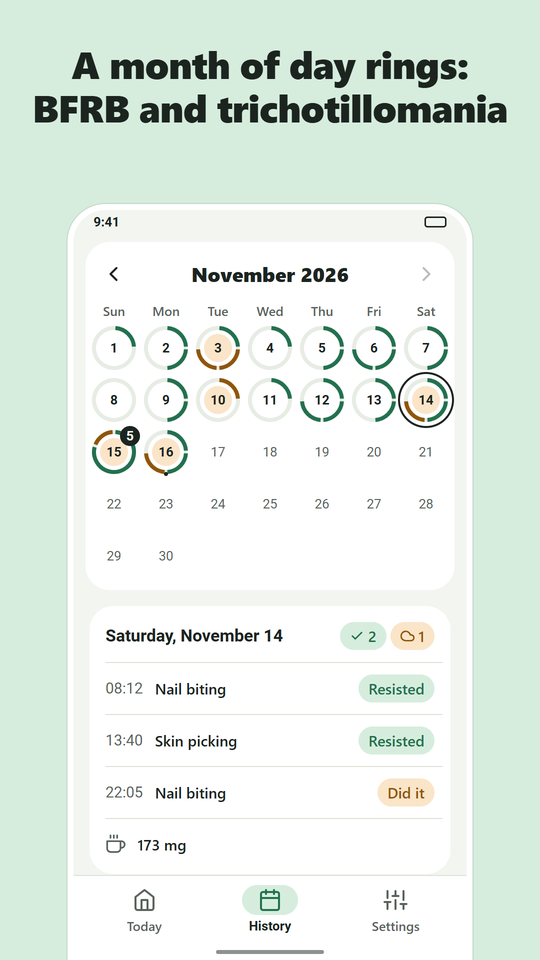 A month of day rings:
BFRB and trichotillomania
9:41
November 2026
Sun Mon Tue Wed Thu Fri Sat
1 2 3 4 5 6 7
8 9 10 11 12 13 14
15 5 16 17 18 19 20 21
22 23 24 25 26 27 28
29 30
Saturday, November 14 2 1
08:12 Nail biting Resisted
13:40 Skin picking Resisted
22:05 Nail biting Did it
173 mg
Today History Settings